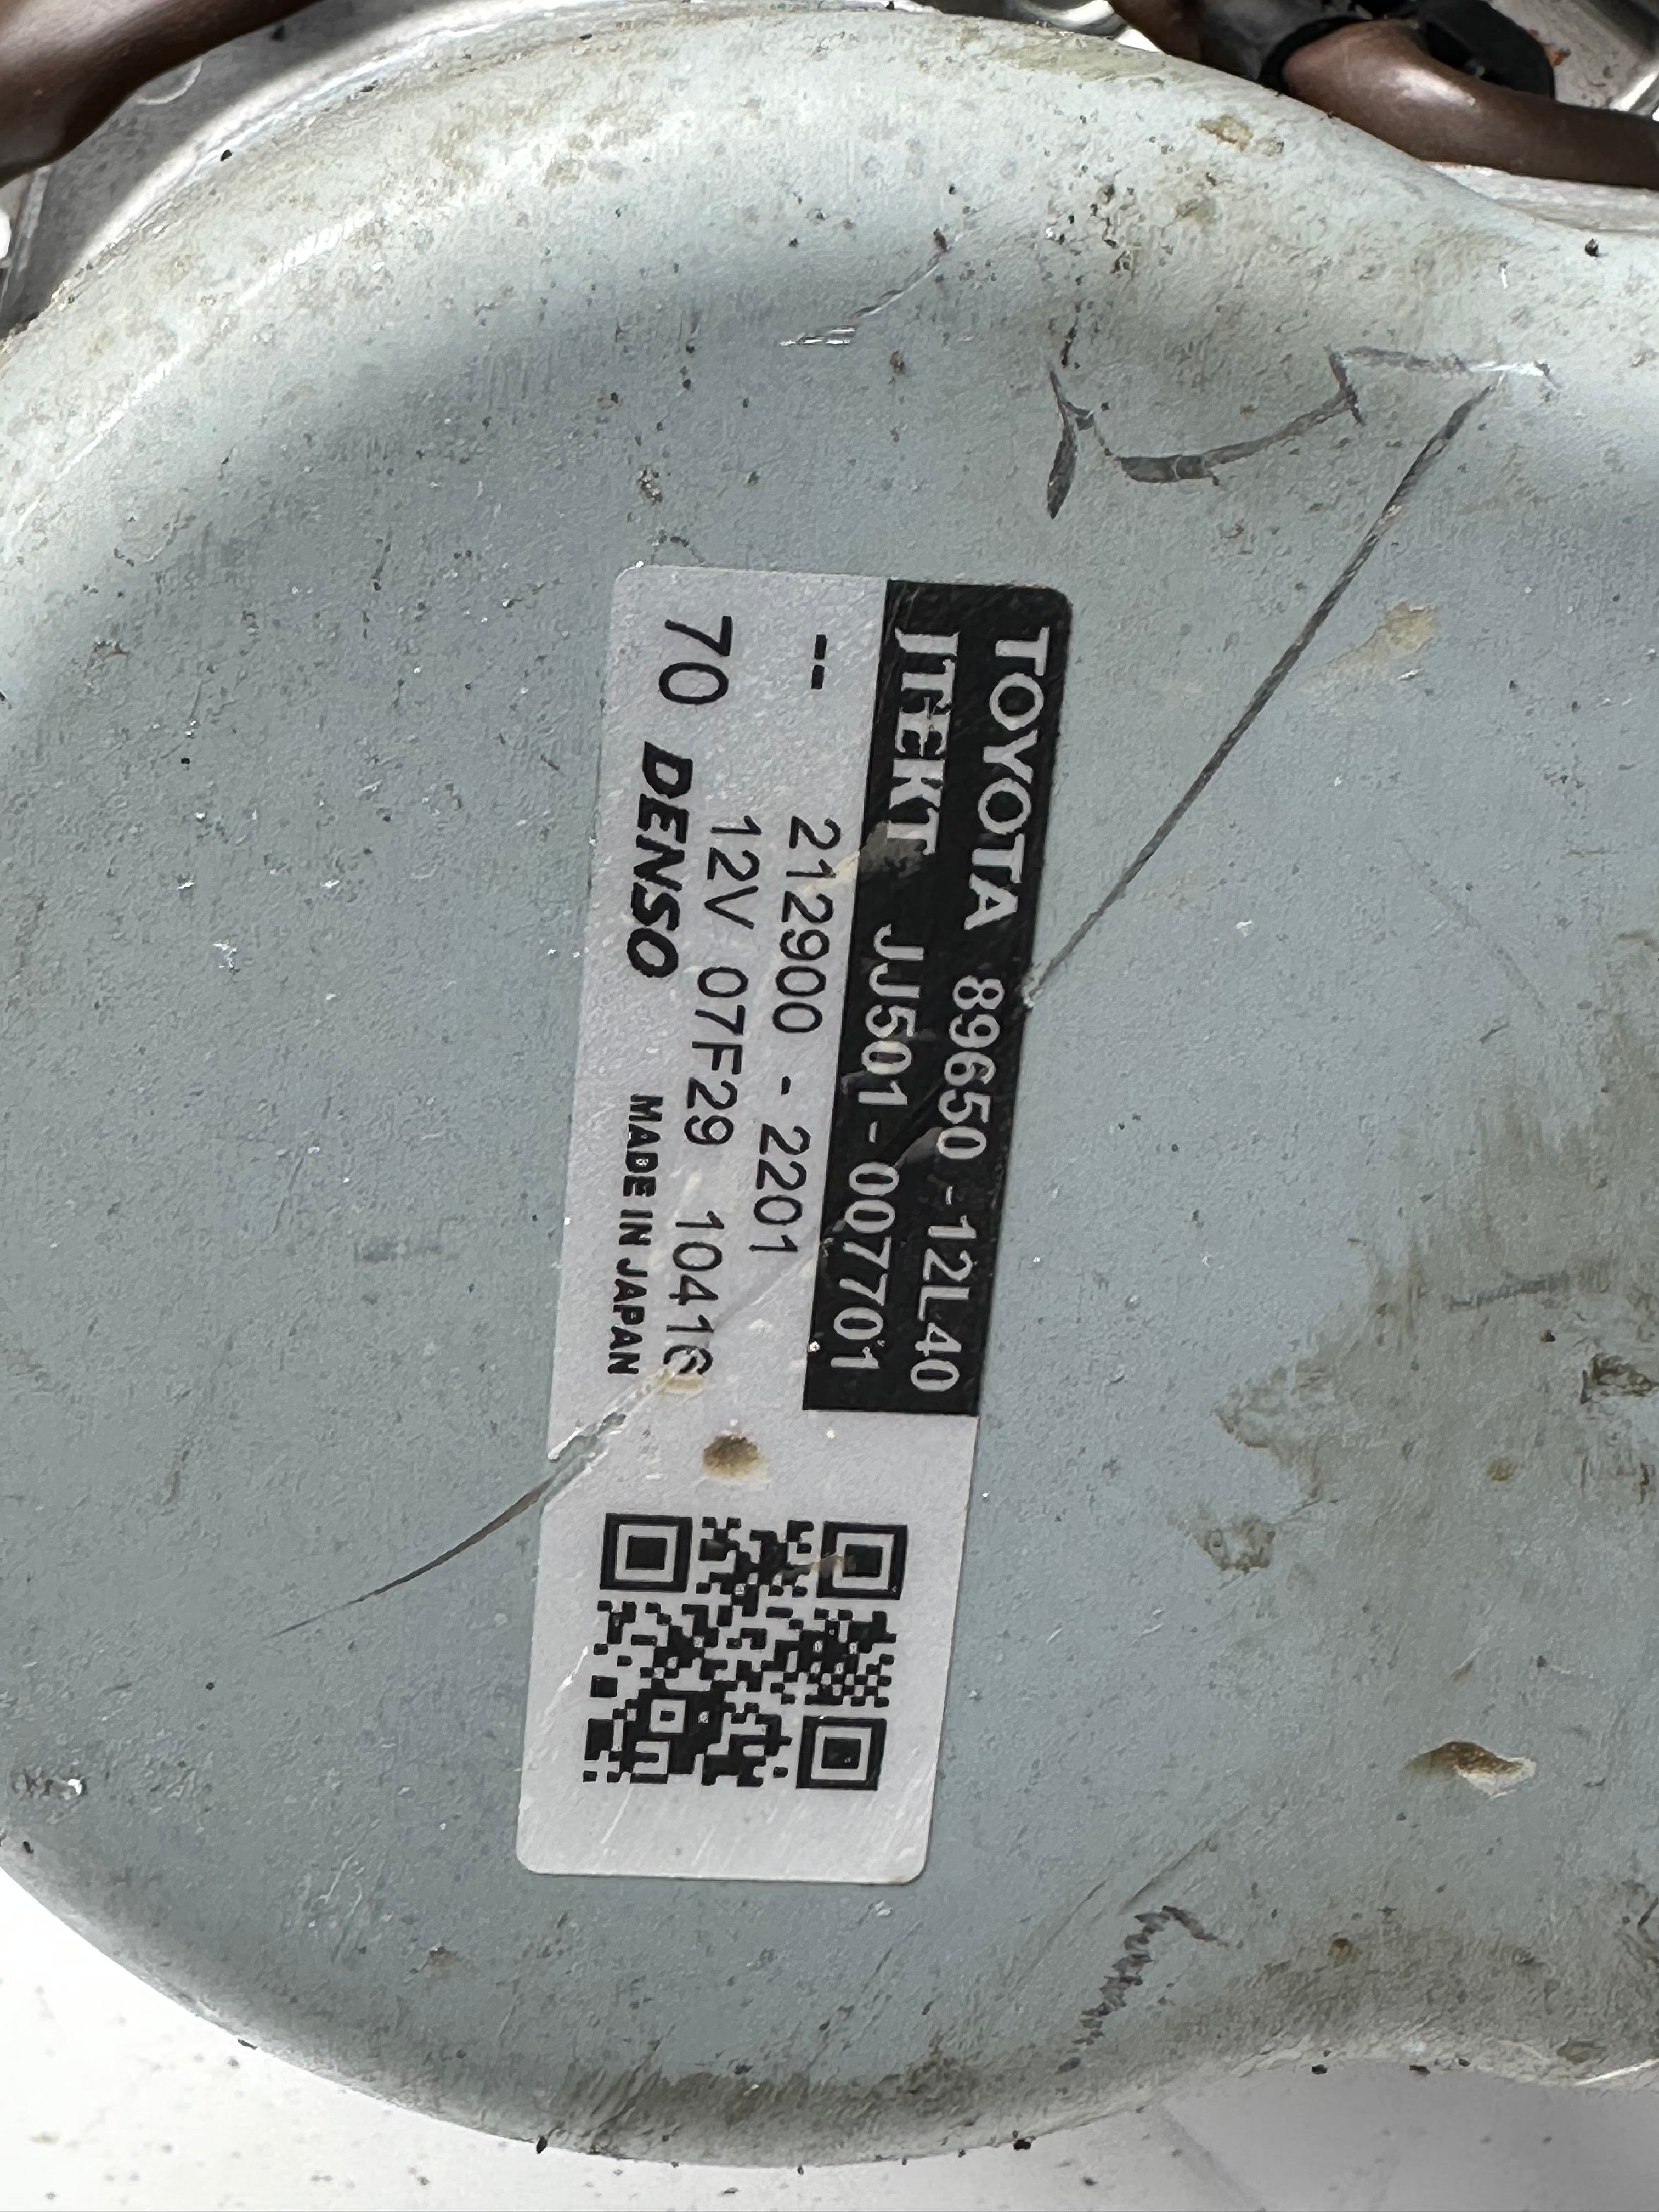 TOYOTA 89650-12L40
JTEKT JJ501-007701
-- 212900-2201
12V 07F29 10416
70 DENSO MADE IN JAPAN